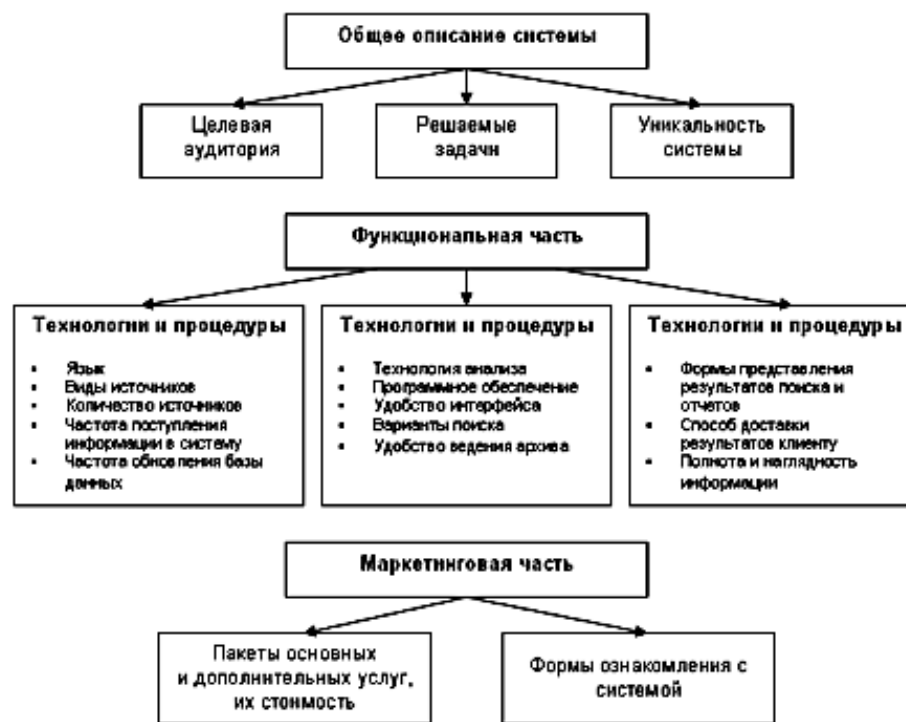 Общее описание системы
Целевая
аудитория
Решаемые
задачи
Уникальность
системы
Функциональная часть
Технологии и процедуры
• Язык
• Виды источников
• Количество источников
• Частота поступления
информации в систему
• Частота обновления базы
данных
Технологии и процедуры
• Технология анализа
• Программное обеспечение
• Удобство интерфейса
• Варианты поиска
• Удобство ведения архива
Технологии и процедуры
• Формы представления
результатов поиска и
отчетов
• Способ доставки
результатов клиенту
• Полнота и наглядность
информации
Маркетинговая часть
Пакеты основных
и дополнительных услуг,
их стоимость
Формы ознакомления с
системой